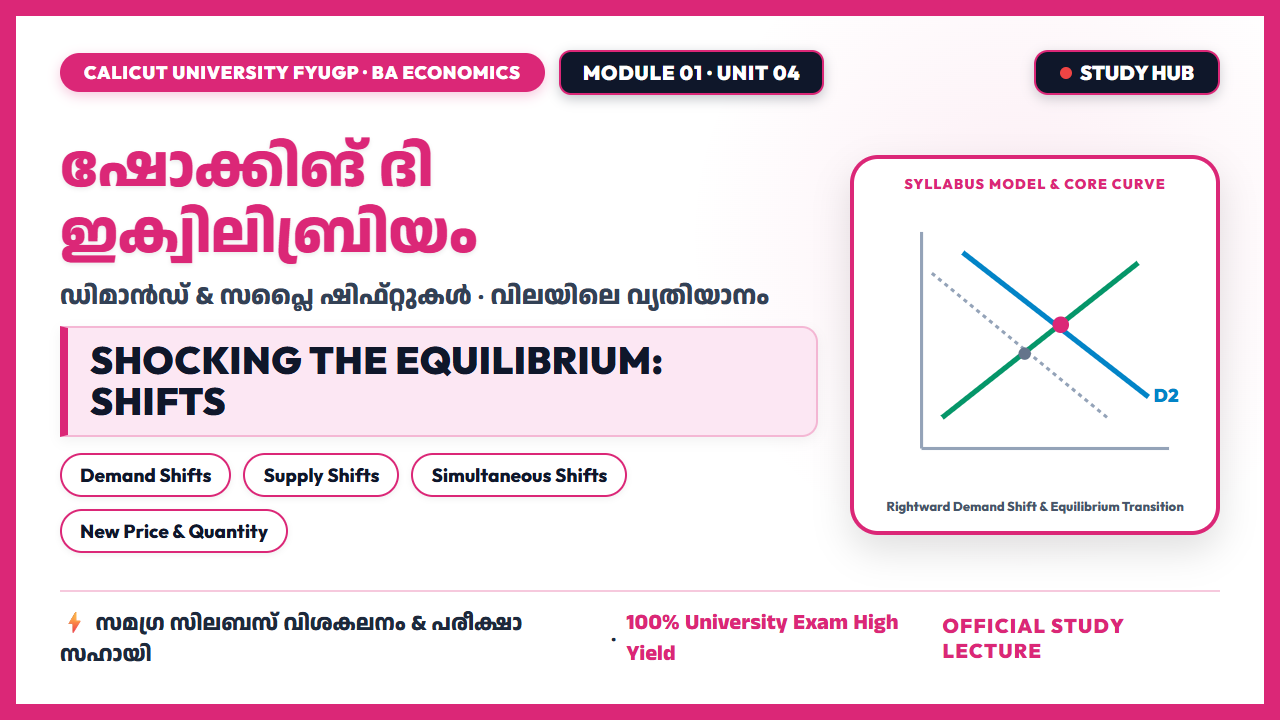 CALICUT UNIVERSITY FYUGP · BA ECONOMICS
MODULE 01 · UNIT 04
STUDY HUB
ഷോക്കിങ് ദി
ഇക്വിലിബ്രിയം
ഡിമാൻഡ് & സപ്ലൈ ഷിഫ്റ്റുകൾ · വിലയിലെ വ്യതിയാനം
SHOCKING THE EQUILIBRIUM:
SHIFTS
Demand Shifts
Supply Shifts
Simultaneous Shifts
New Price & Quantity
SYLLABUS MODEL & CORE CURVE
D2
Rightward Demand Shift & Equilibrium Transition
⚡ സമഗ്ര സിലബസ് വിശകലനം & പരീക്ഷാ
സഹായി
·
100% University Exam High
Yield
OFFICIAL STUDY
LECTURE